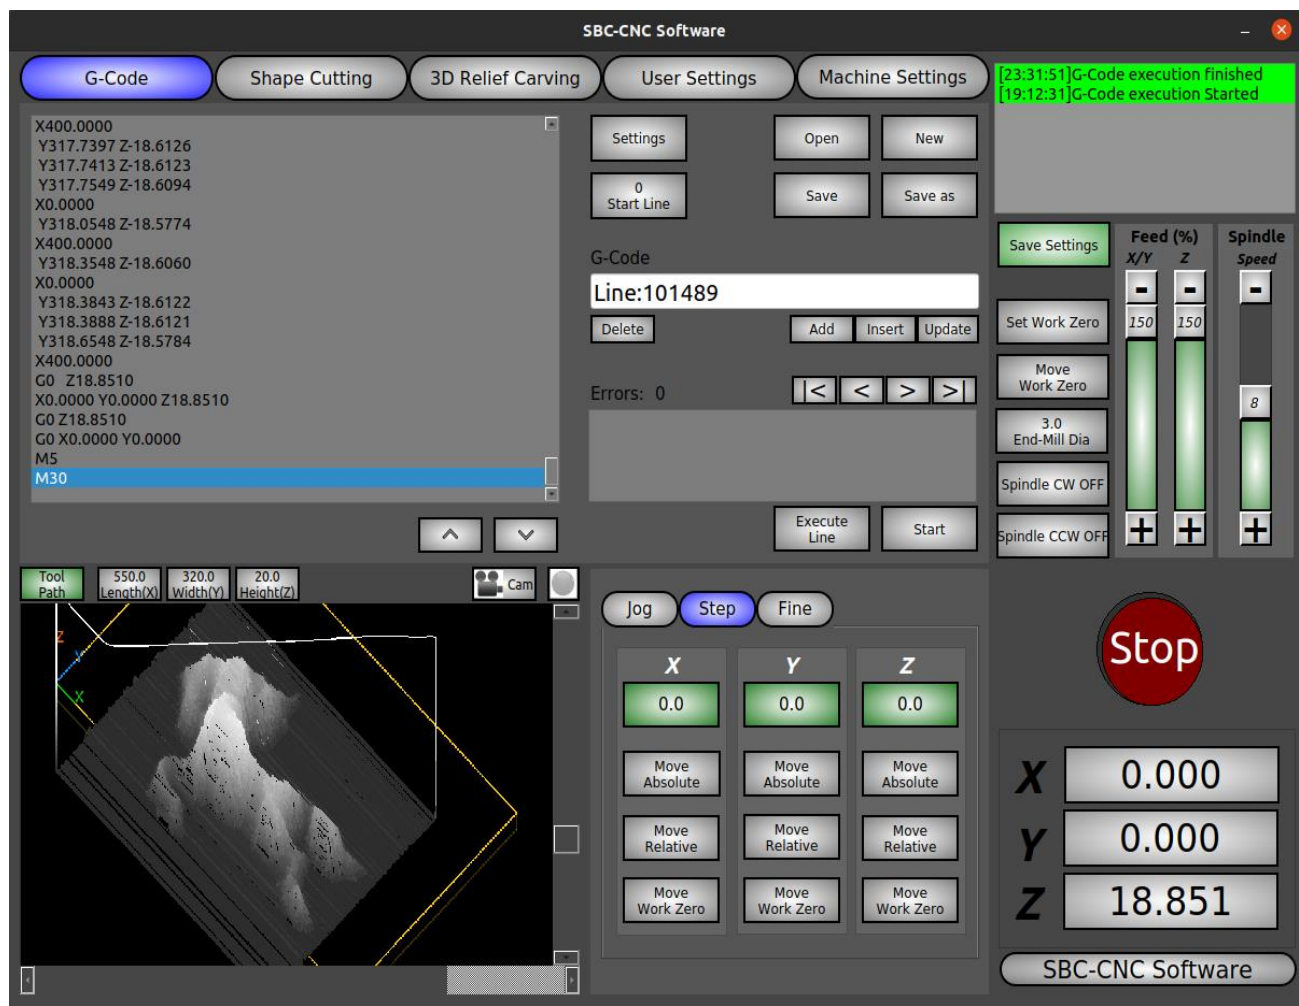 SBC-CNC Software
G-Code
Shape Cutting
3D Relief Carving
User Settings
Machine Settings
[23:31:51]G-Code execution finished
[19:12:31]G-Code execution Started
X400.0000
Y317.7397 Z-18.6126
Y317.7413 Z-18.6123
Y317.7549 Z-18.6094
X0.0000
Y318.0548 Z-18.5774
X400.0000
Y318.3548 Z-18.6060
X0.0000
Y318.3843 Z-18.6122
Y318.3888 Z-18.6121
Y318.6548 Z-18.5784
X400.0000
G0 Z18.8510
X0.0000 Y0.0000 Z18.8510
G0 Z18.8510
G0 X0.0000 Y0.0000
M5
M30
Settings
Open
New
0
Start Line
Save
Save as
G-Code
Line:101489
Delete
Add
Insert
Update
Errors: 0
|<
<
>
>|
Execute
Line
Start
Save Settings
Set Work Zero
Move
Work Zero
3.0
End-Mill Dia
Spindle CW OFF
Spindle CCW OFF
Feed (%)
X/Y Z
-
-
150
150
+
+
Spindle
Speed
-
8
+
Tool
Path
550.0
Length(X)
320.0
Width(Y)
20.0
Height(Z)
Cam
Z
Y
X
Jog
Step
Fine
X
Y
Z
0.0
0.0
0.0
Move
Absolute
Move
Absolute
Move
Absolute
Move
Relative
Move
Relative
Move
Relative
Move
Work Zero
Move
Work Zero
Move
Work Zero
Stop
X 0.000
Y 0.000
Z 18.851
SBC-CNC Software